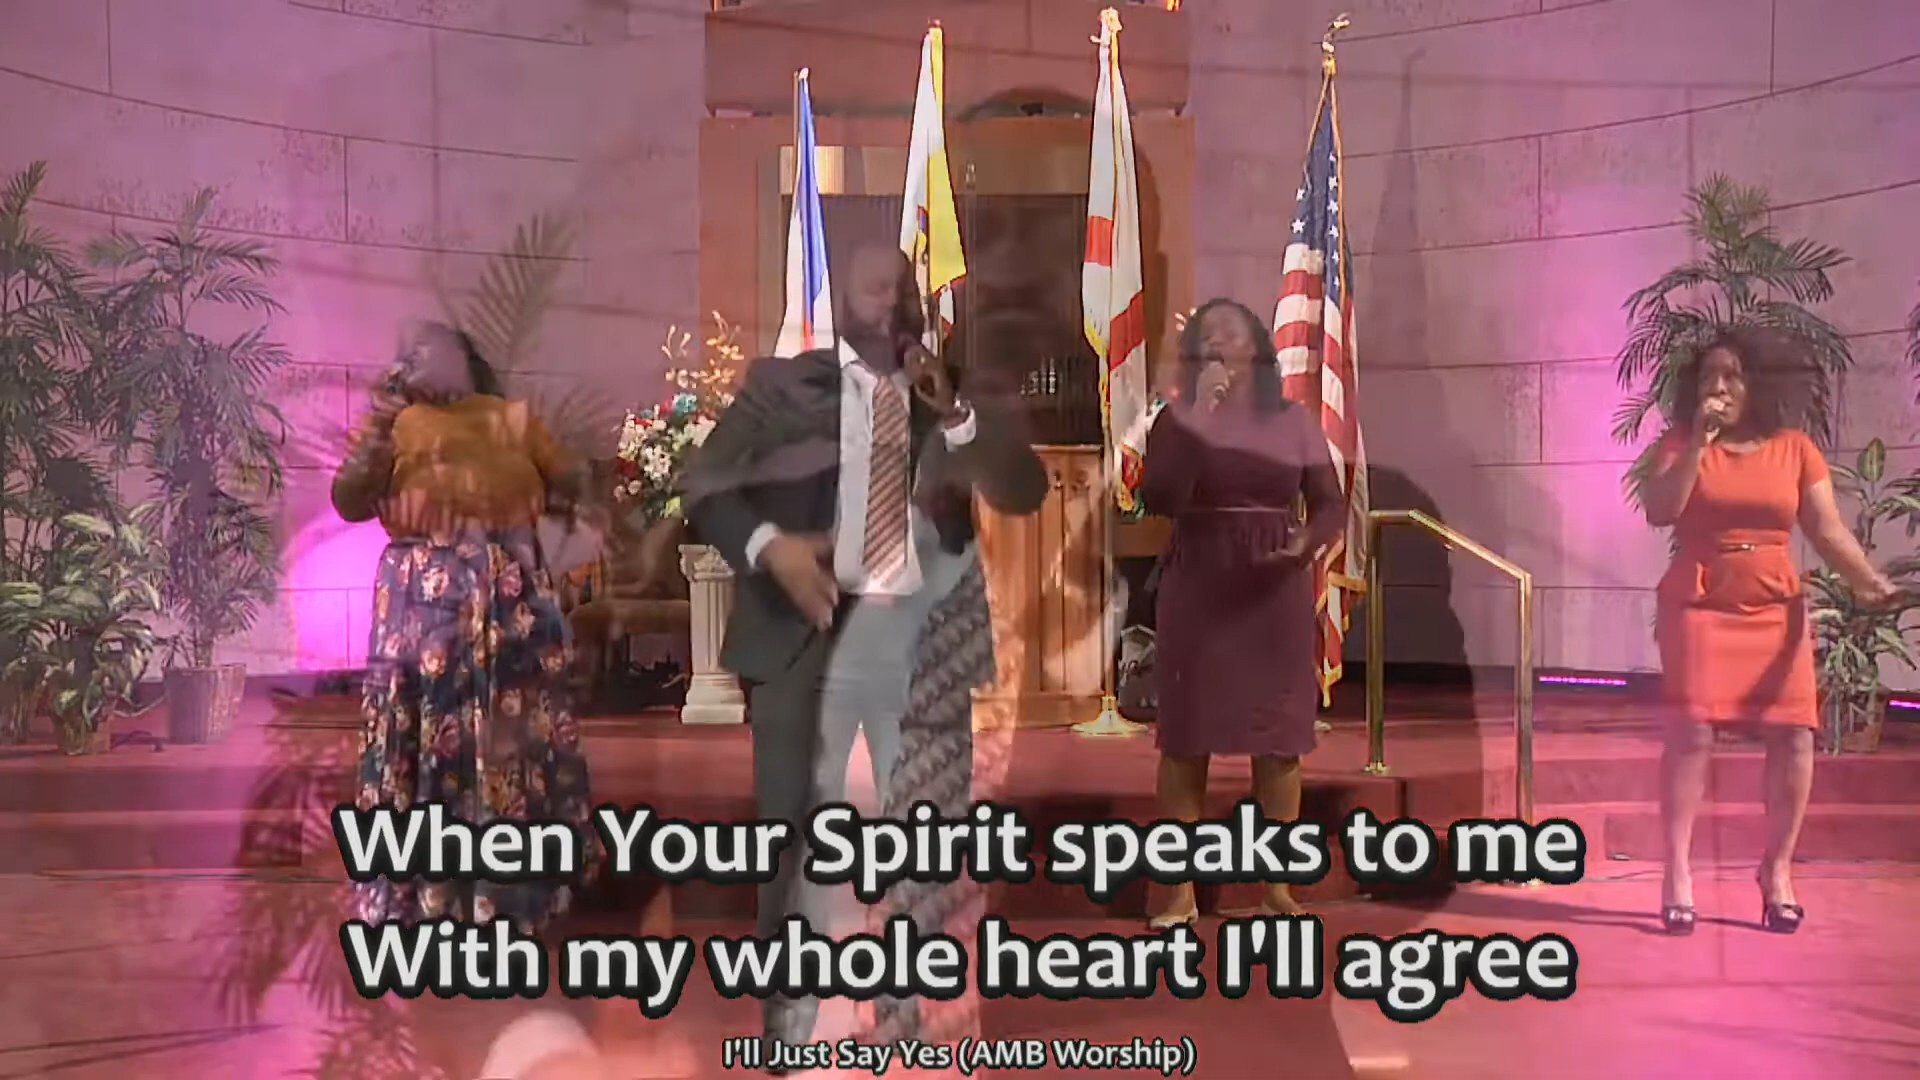 When Your Spirit speaks to me
With my whole heart I'll agree
I'll Just Say Yes (AMB Worship)